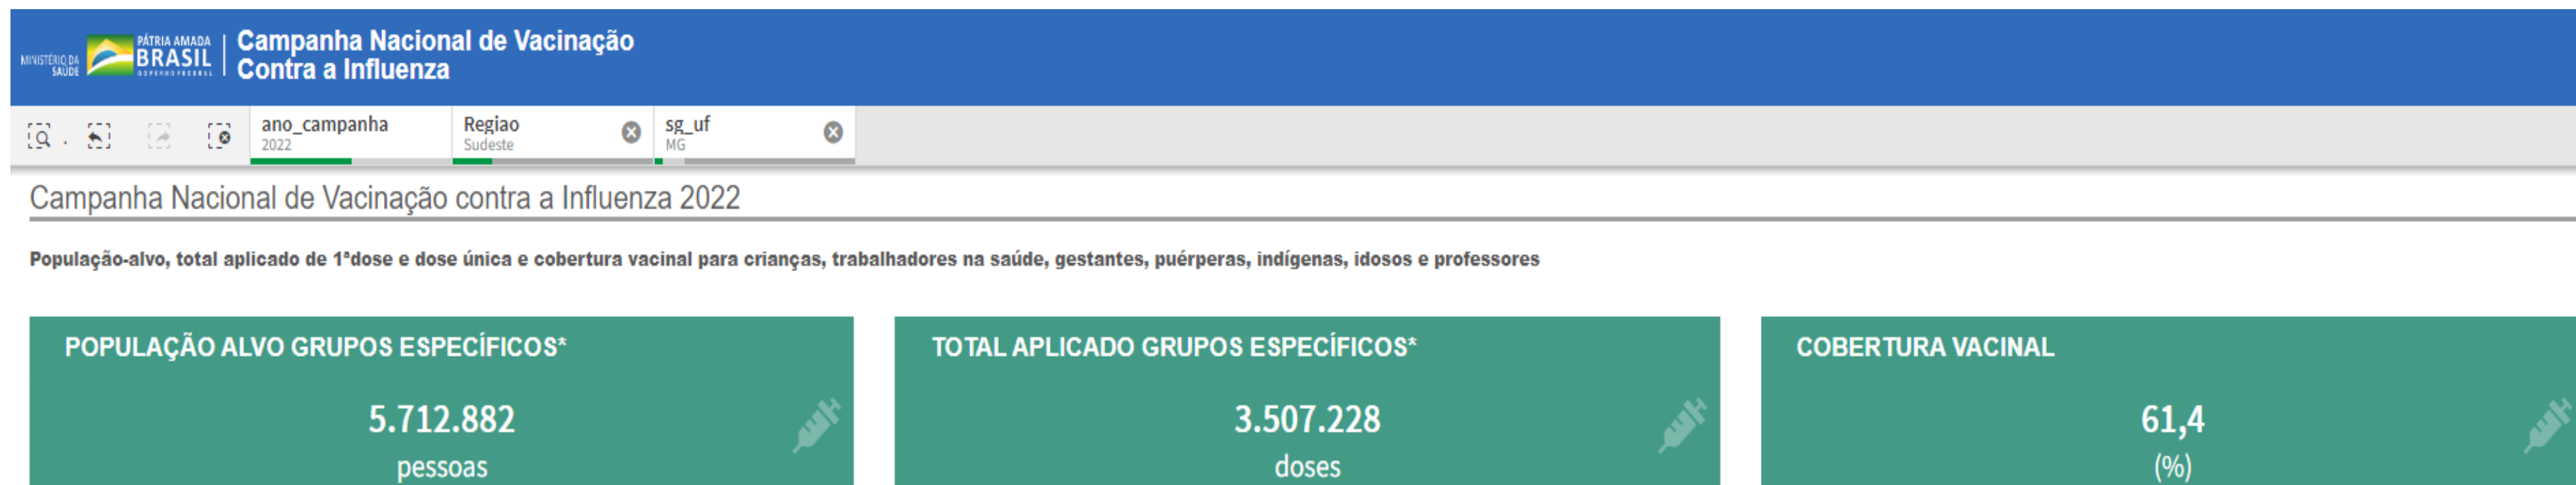 MINISTÉRIO DA
SAÚDE
PÁTRIA AMADA
BRASIL
GOVERNO FEDERAL
Campanha Nacional de Vacinação
Contra a Influenza
ano_campanha
2022
Regiao
Sudeste
sg_uf
MG
Campanha Nacional de Vacinação contra a Influenza 2022
População-alvo, total aplicado de 1ªdose e dose única e cobertura vacinal para crianças, trabalhadores na saúde, gestantes, puérperas, indígenas, idosos e professores
POPULAÇÃO ALVO GRUPOS ESPECÍFICOS*
5.712.882
pessoas
TOTAL APLICADO GRUPOS ESPECÍFICOS*
3.507.228
doses
COBERTURA VACINAL
61,4
(%)